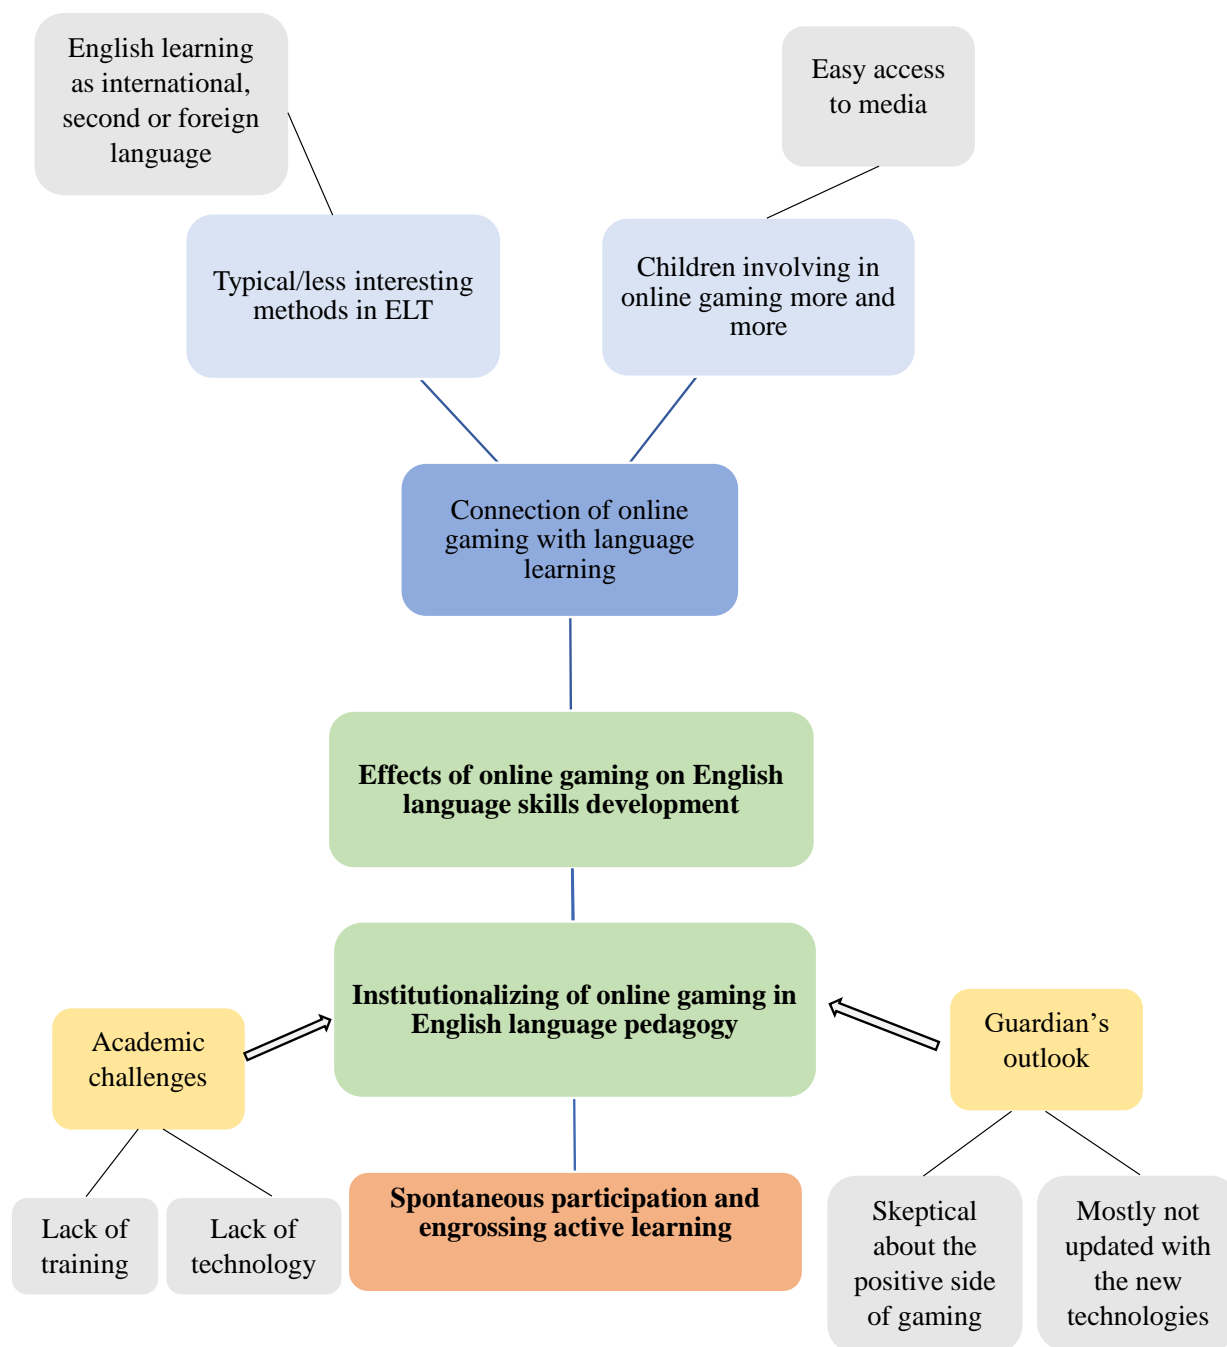 English learning
as international,
second or foreign
language
Easy access
to media
Typical/less interesting
methods in ELT
Children involving in
online gaming more and
more
Connection of online
gaming with language
learning
Effects of online gaming on English
language skills development
Institutionalizing of online gaming in
English language pedagogy
Academic
challenges
Guardian’s
outlook
Spontaneous participation and
engrossing active learning
Lack of
training
Lack of
technology
Skeptical
about the
positive side
of gaming
Mostly not
updated with
the new
technologies